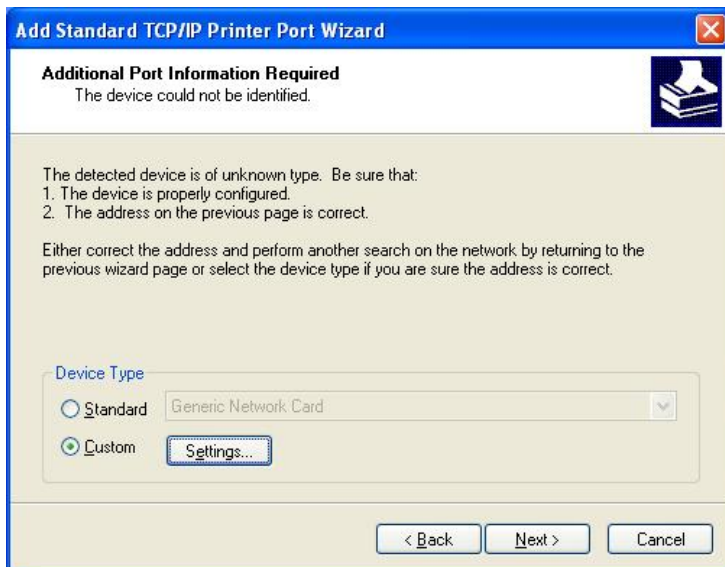 Add Standard TCP/IP Printer Port Wizard
Additional Port Information Required
The device could not be identified.
The detected device is of unknown type.  Be sure that:
1. The device is properly configured.
2.  The address on the previous page is correct.
Either correct the address and perform another search on the network by returning to the
previous wizard page or select the device type if you are sure the address is correct.
Device Type
Standard Generic Network Card
Custom Settings...
< Back Next > Cancel